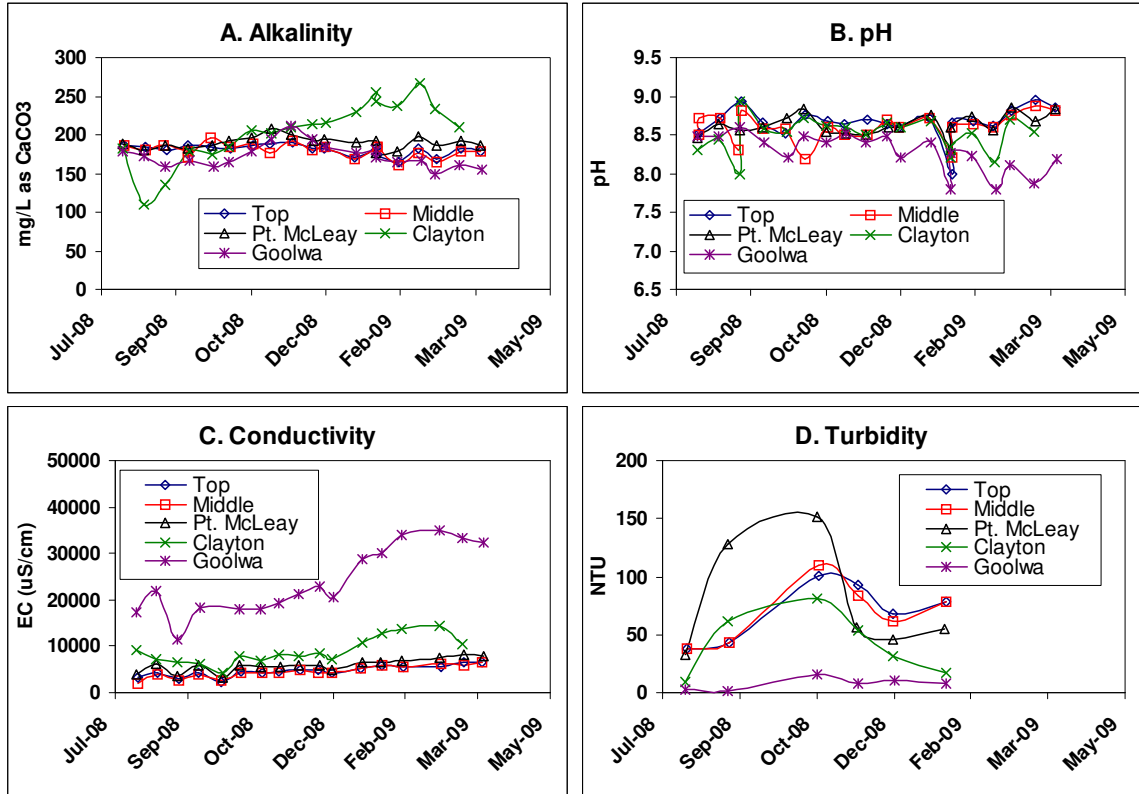 A. Alkalinity
mg/L as CaCO3
300
250
200
150
100
50
0
Top
Middle
Pt. McLeay
Clayton
Goolwa
Jul-08
Sep-08
Oct-08
Dec-08
Feb-09
Mar-09
May-09
B. pH
pH
9.5
9.0
8.5
8.0
7.5
7.0
6.5
Top
Middle
Pt. McLeay
Clayton
Goolwa
Jul-08
Sep-08
Oct-08
Dec-08
Feb-09
Mar-09
May-09
C. Conductivity
EC (uS/cm)
50000
40000
30000
20000
10000
0
Top
Middle
Pt. McLeay
Clayton
Goolwa
Jul-08
Sep-08
Oct-08
Dec-08
Feb-09
Mar-09
May-09
D. Turbidity
NTU
200
150
100
50
0
Top
Middle
Pt. McLeay
Clayton
Goolwa
Jul-08
Sep-08
Oct-08
Dec-08
Feb-09
Mar-09
May-09